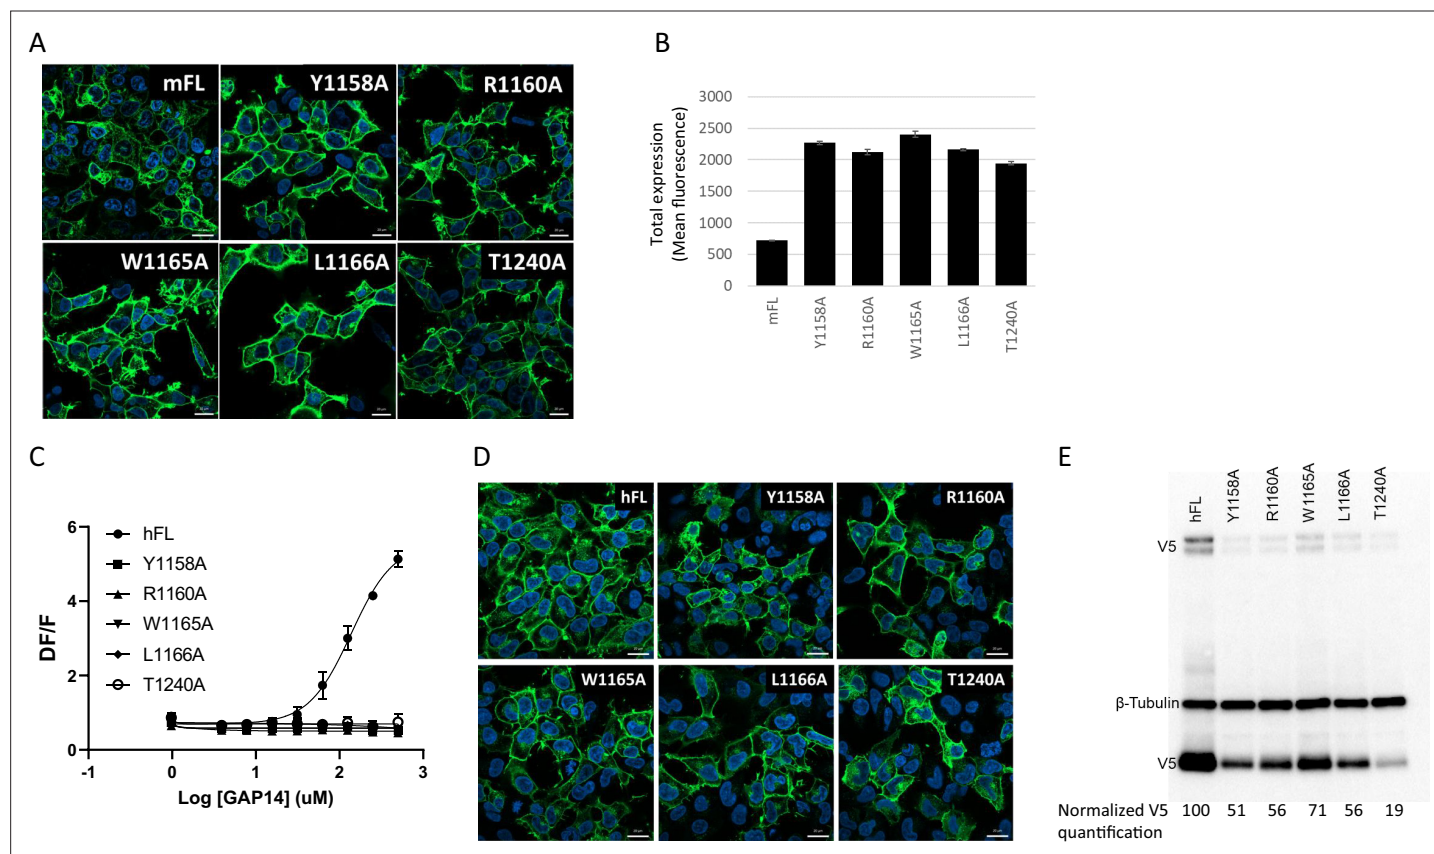 A
mFL
Y1158A
R1160A
W1165A
L1166A
T1240A
B
Total expression
(Mean fluorescence)
3000
2500
2000
1500
1000
500
0
mFL
Y1158A
R1160A
W1165A
L1166A
T1240A
C
DF/F
6
4
2
0
-1
0
1
2
3
Log [GAP14] (uM)
hFL
Y1158A
R1160A
W1165A
L1166A
T1240A
D
hFL
Y1158A
R1160A
W1165A
L1166A
T1240A
E
hFL
Y1158A
R1160A
W1165A
L1166A
T1240A
V5
β-Tubulin
V5
Normalized V5 100 51 56 71 56 19
quantification